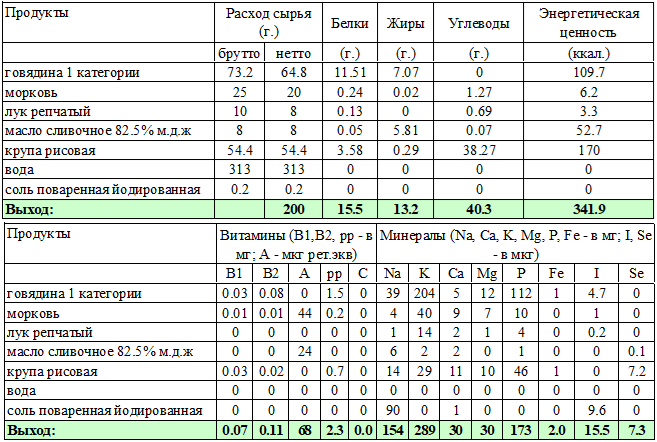 Продукты Расход сырья (г.) Белки Жиры Углеводы Энергетическая ценность
брутто нетто (г.) (г.) (г.) (ккал.)
говядина 1 категории 73.2 64.8 11.51 7.07 0 109.7
морковь 25 20 0.24 0.02 1.27 6.2
лук репчатый 10 8 0.13 0 0.69 3.3
масло сливочное 82.5% м.д.ж 8 8 0.05 5.81 0.07 52.7
крупа рисовая 54.4 54.4 3.58 0.29 38.27 170
вода 313 313 0 0 0 0
соль поваренная йодированная 0.2 0.2 0 0 0 0
Выход: 200 15.5 13.2 40.3 341.9
Продукты Витамины (В1,В2, рр - в мг; А - мкг рет.экв) Минералы (Na, Ca, K, Mg, P, Fe - в мг; I, Se - в мкг)
В1 В2 А рр С Na K Ca Mg P Fe I Se
говядина 1 категории 0.03 0.08 0 1.5 0 39 204 5 12 112 1 4.7 0
морковь 0.01 0.01 44 0.2 0 4 40 9 7 10 0 1 0
лук репчатый 0 0 0 0 0 1 14 2 1 4 0 0.2 0
масло сливочное 82.5% м.д.ж 0 0 24 0 0 6 2 2 0 1 0 0 0.1
крупа рисовая 0.03 0.02 0 0.7 0 14 29 11 10 46 1 0 7.2
вода 0 0 0 0 0 0 0 0 0 0 0 0 0
соль поваренная йодированная 0 0 0 0 0 90 0 1 0 0 0 9.6 0
Выход: 0.07 0.11 68 2.3 0.0 154 289 30 30 173 2.0 15.5 7.3